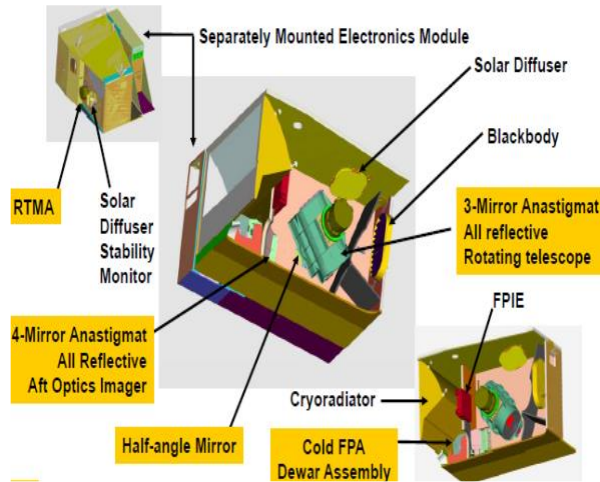 Separately Mounted Electronics Module
Solar Diffuser
Blackbody
RTMA
Solar
Diffuser
Stability
Monitor
3-Mirror Anastigmat
All reflective
Rotating telescope
4-Mirror Anastigmat
All Reflective
Aft Optics Imager
FPIE
Cryoradiator
Half-angle Mirror
Cold FPA
Dewar Assembly